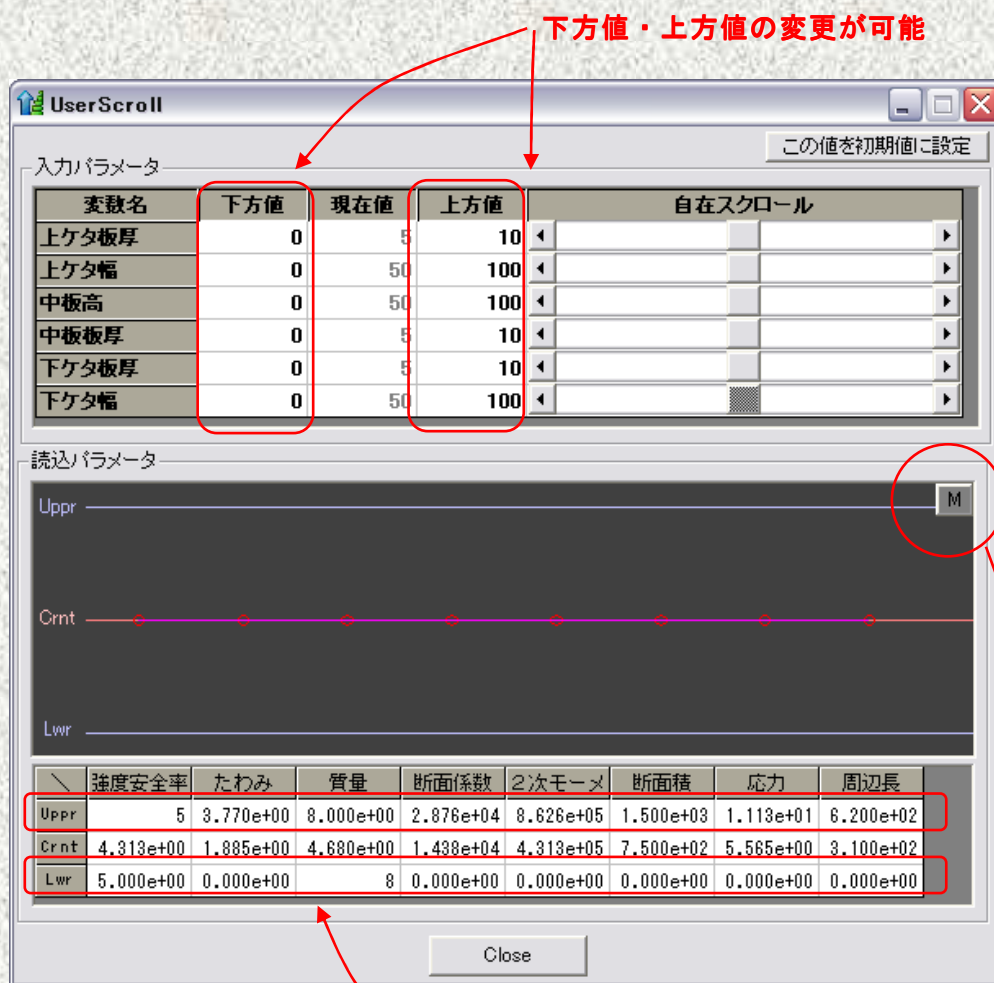 下方値・上方値の変更が可能
UserScroll
この値を初期値に設定
入力パラメータ
変数名 下方値 現在値 上方値 自在スクロール
上ケタ板厚 0 5 10
上ケタ幅 0 50 100
中板高 0 50 100
中板板厚 0 5 10
下ケタ板厚 0 5 10
下ケタ幅 0 50 100
読込パラメータ
Uppr
M
Crnt
Lwr
＼ 強度安全率 たわみ 質量 断面係数 2次モーメ 断面積 応力 周辺長
Uppr 5 3.770e+00 8.000e+00 2.876e+04 8.626e+05 1.500e+03 1.113e+01 6.200e+02
Crnt 4.313e+00 1.885e+00 4.680e+00 1.438e+04 4.313e+05 7.500e+02 5.565e+00 3.100e+02
Lwr 5.000e+00 0.000e+00 8 0.000e+00 0.000e+00 0.000e+00 0.000e+00 0.000e+00
Close